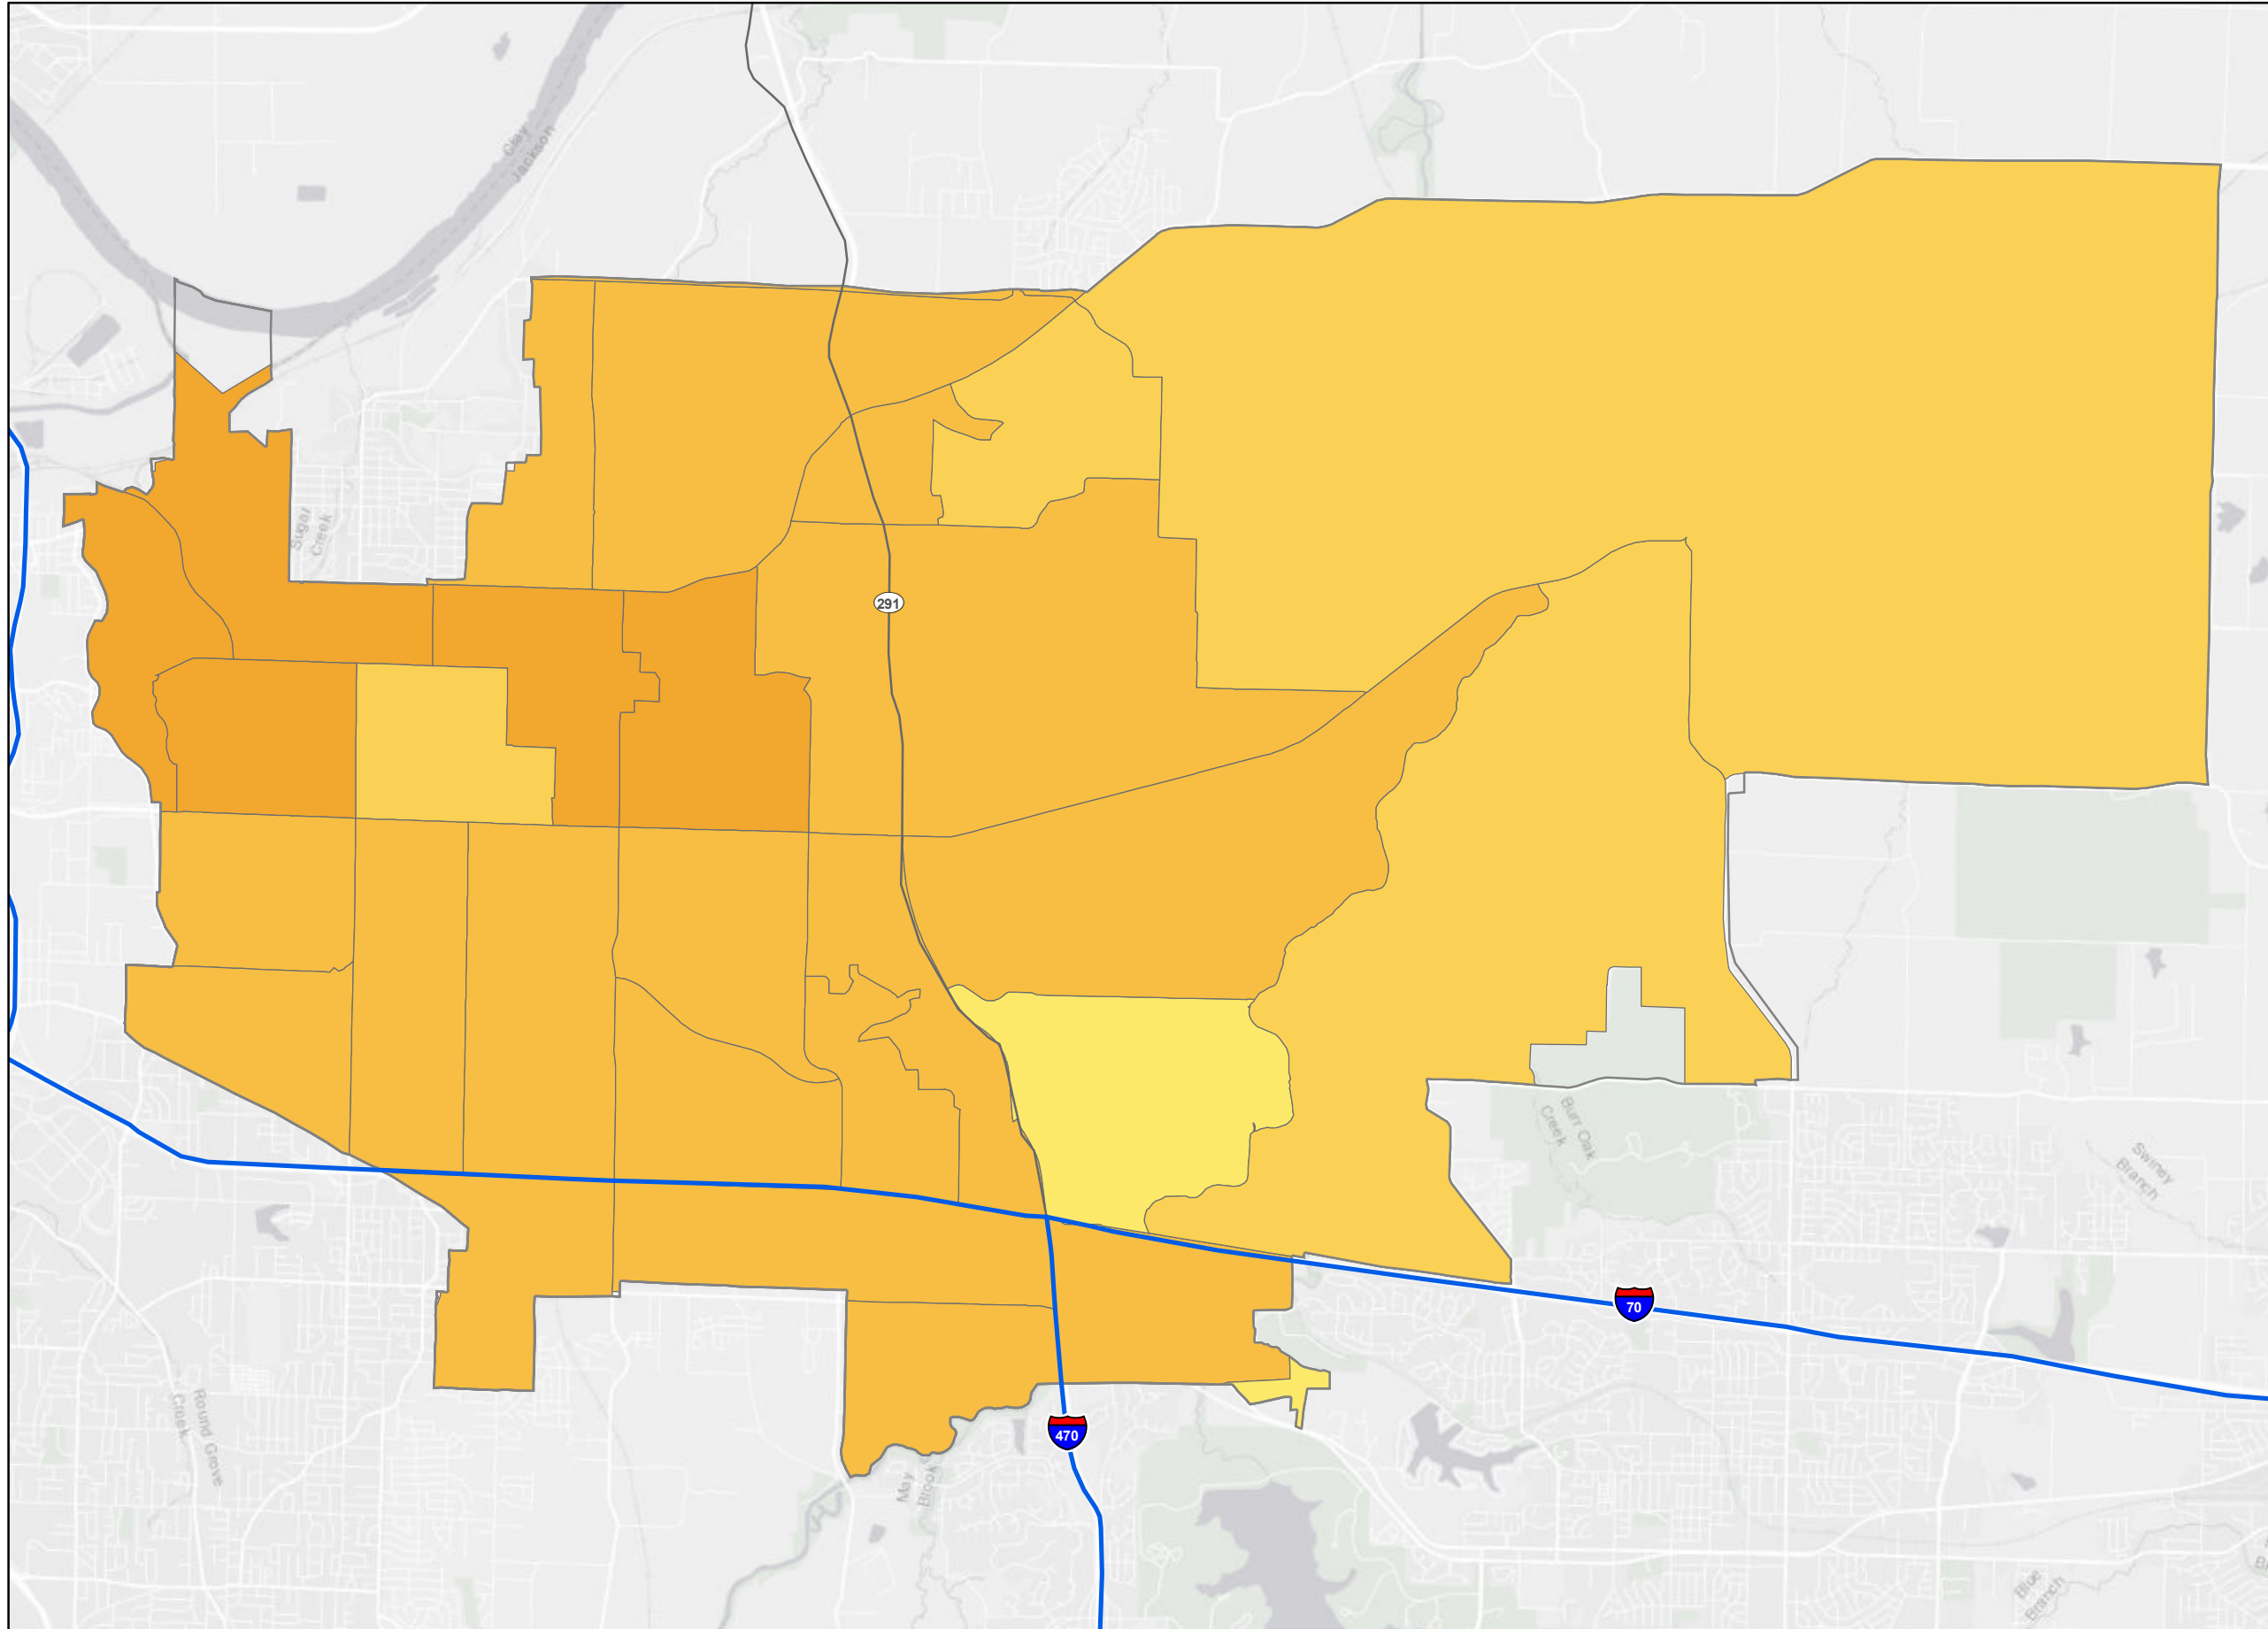 Clay
Jackson
Sugar
Creek
291
Burr Oak
Creek
Swiney
Branch
70
Round Grove
Creek
470
May
Brook
Blue
Branch